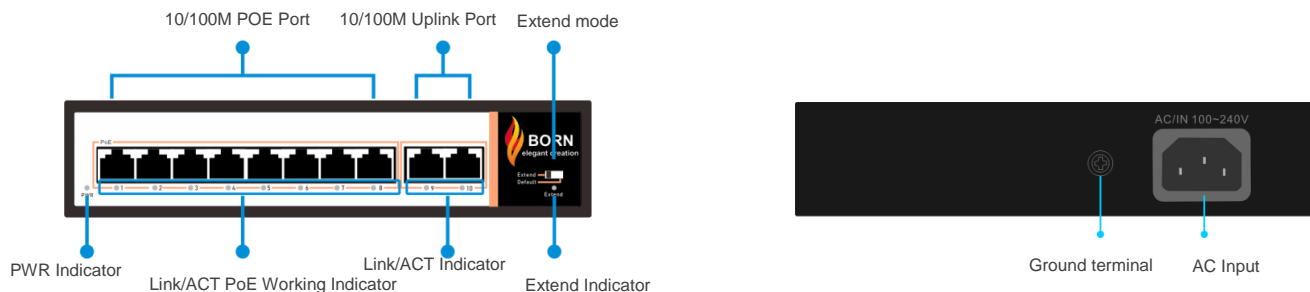 10/100M POE Port
10/100M Uplink Port
Extend mode
PoE
BORN
elegant creation
Extend
Default
1 2 3 4 5 6 7 8 9 10
PWR
Extend
PWR Indicator
Link/ACT PoE Working Indicator
Link/ACT Indicator
Extend Indicator
AC/IN 100~240V
Ground terminal
AC Input